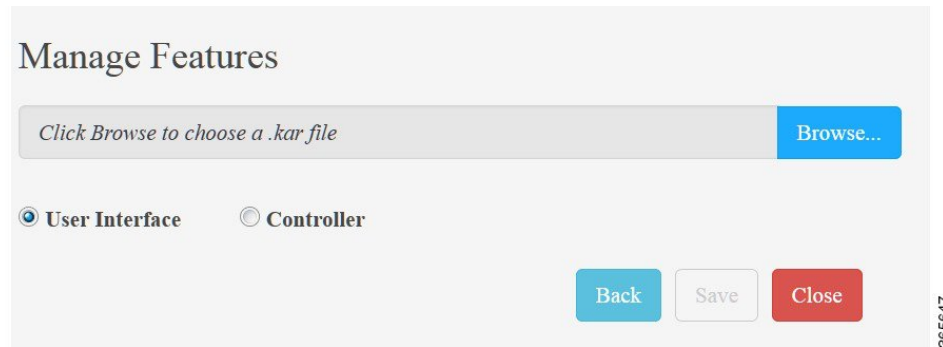 Manage Features
Click Browse to choose a .kar file
Browse...
User Interface
Controller
Back
Save
Close